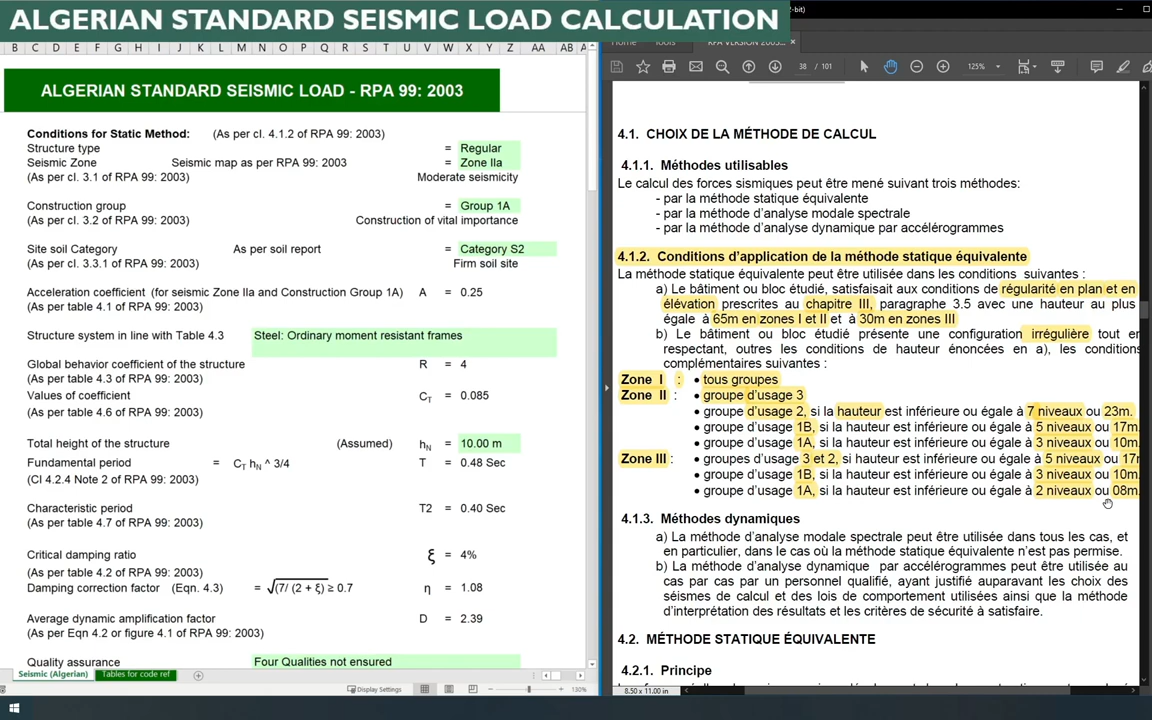 ALGERIAN STANDARD SEISMIC LOAD CALCULATION
B C D E F G H I J K L M N O P Q R S T U V W X Y Z AA AB
ALGERIAN STANDARD SEISMIC LOAD - RPA 99: 2003
Conditions for Static Method: (As per cl. 4.1.2 of RPA 99: 2003)
Structure type = Regular
Seismic Zone Seismic map as per RPA 99: 2003 = Zone IIa
(As per cl. 3.1 of RPA 99: 2003) Moderate seismicity
Construction group = Group 1A
(As per cl. 3.2 of RPA 99: 2003) Construction of vital importance
Site soil Category As per soil report = Category S2
(As per cl. 3.3.1 of RPA 99: 2003) Firm soil site
Acceleration coefficient (for seismic Zone IIa and Construction Group 1A) A = 0.25
(As per table 4.1 of RPA 99: 2003)
Structure system in line with Table 4.3 Steel: Ordinary moment resistant frames
Global behavior coefficient of the structure R = 4
(As per table 4.3 of RPA 99: 2003)
Values of coefficient CT = 0.085
(As per table 4.6 of RPA 99: 2003)
Total height of the structure (Assumed) hN = 10.00 m
Fundamental period = CT hN ^ 3/4 T = 0.48 Sec
(Cl 4.2.4 Note 2 of RPA 99: 2003)
Characteristic period T2 = 0.40 Sec
(As per table 4.7 of RPA 99: 2003)
Critical damping ratio ξ = 4%
(As per table 4.2 of RPA 99: 2003)
Damping correction factor (Eqn. 4.3) = √(7/ (2 + ξ) ≥ 0.7 η = 1.08
Average dynamic amplification factor D = 2.39
(As per Eqn 4.2 or figure 4.1 of RPA 99: 2003)
Quality assurance Four Qualities not ensured
Seismic (Algerian) Tables for code ref
Display Settings 130%
Home Tools RPA VERSION 2003...
38 / 101 125%
4.1. CHOIX DE LA MÉTHODE DE CALCUL
4.1.1. Méthodes utilisables
Le calcul des forces sismiques peut être mené suivant trois méthodes:
- par la méthode statique équivalente
- par la méthode d'analyse modale spectrale
- par la méthode d'analyse dynamique par accélérogrammes
4.1.2. Conditions d'application de la méthode statique équivalente
La méthode statique équivalente peut être utilisée dans les conditions suivantes :
a) Le bâtiment ou bloc étudié, satisfaisait aux conditions de régularité en plan et en
élévation prescrites au chapitre III, paragraphe 3.5 avec une hauteur au plus
égale à 65m en zones I et II et à 30m en zones III
b) Le bâtiment ou bloc étudié présente une configuration irrégulière tout en
respectant, outres les conditions de hauteur énoncées en a), les conditions
complémentaires suivantes :
Zone I : • tous groupes
Zone II : • groupe d'usage 3
• groupe d'usage 2, si la hauteur est inférieure ou égale à 7 niveaux ou 23m.
• groupe d'usage 1B, si la hauteur est inférieure ou égale à 5 niveaux ou 17m.
• groupe d'usage 1A, si la hauteur est inférieure ou égale à 3 niveaux ou 10m.
Zone III : • groupes d'usage 3 et 2, si hauteur est inférieure ou égale à 5 niveaux ou 17m
• groupe d'usage 1B, si la hauteur est inférieure ou égale à 3 niveaux ou 10m.
• groupe d'usage 1A, si la hauteur est inférieure ou égale à 2 niveaux ou 08m.
4.1.3. Méthodes dynamiques
a) La méthode d'analyse modale spectrale peut être utilisée dans tous les cas, et
en particulier, dans le cas où la méthode statique équivalente n'est pas permise.
b) La méthode d'analyse dynamique par accélérogrammes peut être utilisée au
cas par cas par un personnel qualifié, ayant justifié auparavant les choix des
séismes de calcul et des lois de comportement utilisées ainsi que la méthode
d'interprétation des résultats et les critères de sécurité à satisfaire.
4.2. MÉTHODE STATIQUE ÉQUIVALENTE
4.2.1. Principe
8.50 x 11.00 in